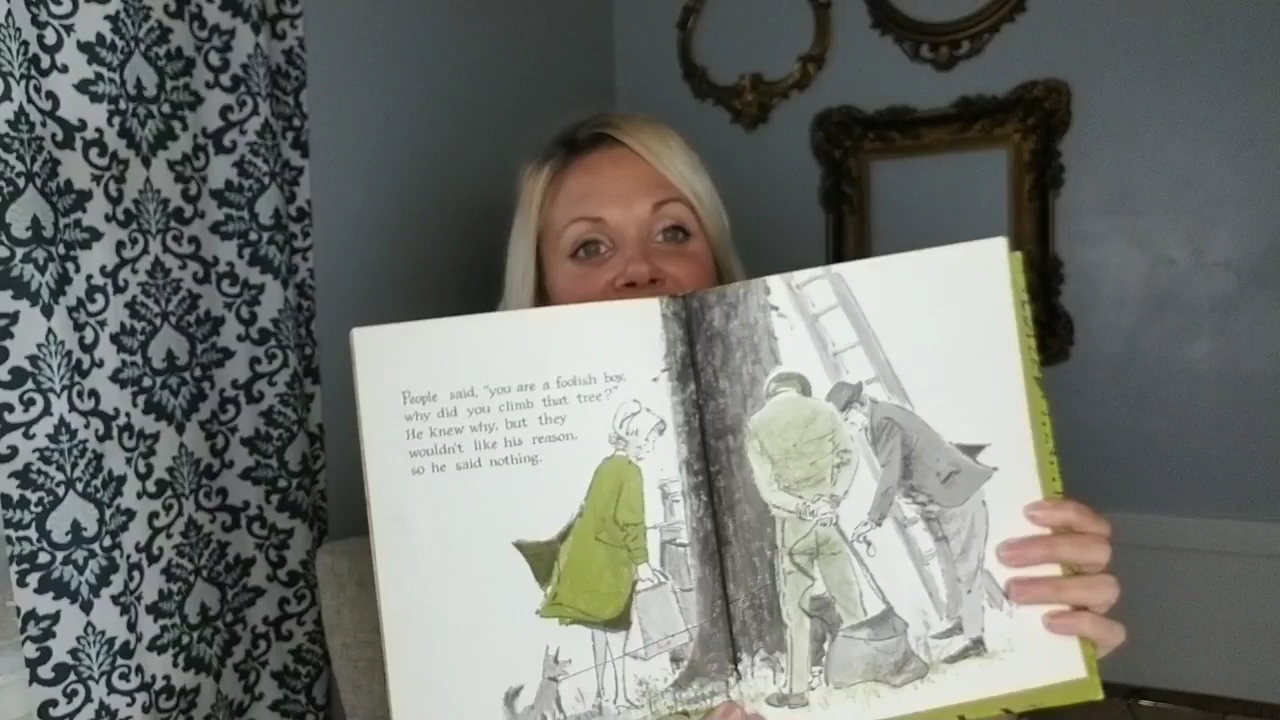 People said, "you are a foolish boy,
why did you climb that tree?"
He knew why, but they
wouldn't like his reason,
so he said nothing.